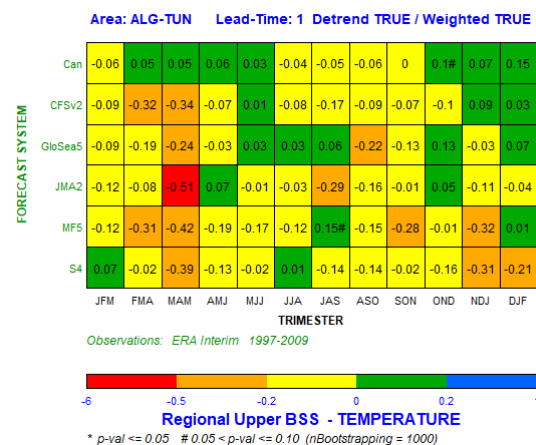 Area: ALG-TUN Lead-Time: 1 Detrend TRUE / Weighted TRUE
FORECAST SYSTEM
Can -0.06 0.05 0.05 0.06 0.03 -0.04 -0.05 -0.06 0 0.1# 0.07 0.15
CFSv2 -0.09 -0.32 -0.34 -0.07 0.01 -0.08 -0.17 -0.09 -0.07 -0.1 0.09 0.03
GloSea5 -0.09 -0.19 -0.24 -0.03 0.03 0.03 0.06 -0.22 -0.13 0.13 -0.03 0.07
JMA2 -0.12 -0.08 -0.51 0.07 -0.01 -0.03 -0.29 -0.16 -0.01 0.05 -0.11 -0.04
MF5 -0.12 -0.31 -0.42 -0.19 -0.17 -0.12 0.15# -0.15 -0.28 -0.01 -0.32 0.01
S4 0.07 -0.02 -0.39 -0.13 -0.02 0.01 -0.14 -0.14 -0.02 -0.16 -0.31 -0.21
JFM FMA MAM AMJ MJJ JJA JAS ASO SON OND NDJ DJF
TRIMESTER
Observations: ERA Interim 1997-2009
-6 -0.5 -0.2 0 0.2
Regional Upper BSS - TEMPERATURE
* p-val <= 0.05 # 0.05 < p-val <= 0.10 (nBootstrapping = 1000)